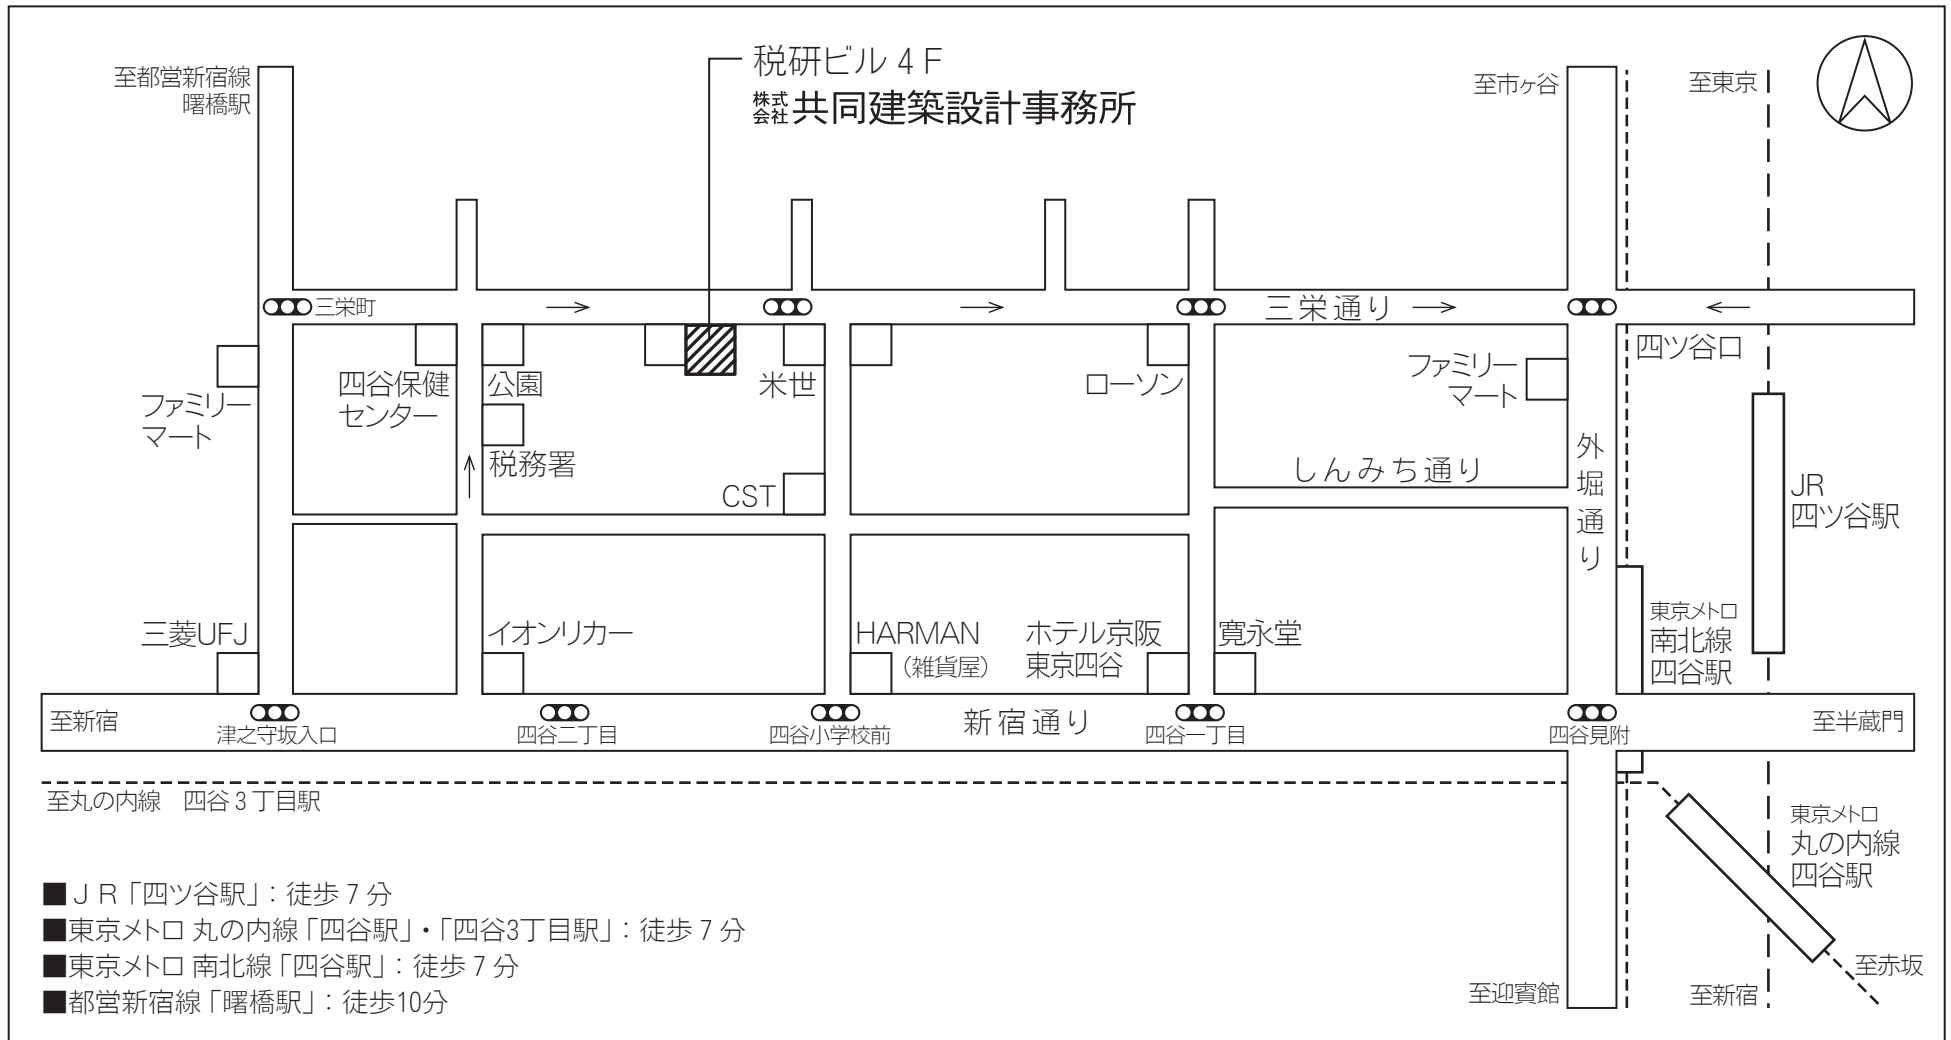 税研ビル 4 F
株式会社 共同建築設計事務所
至都営新宿線
曙橋駅
至市ヶ谷
至東京
三栄町
三栄通り
四ツ谷口
ファミリー
マート
四谷保健
センター
公園
税務署
米世
CST
ローソン
ファミリー
マート
しんみち通り
外堀通り
JR
四ツ谷駅
三菱UFJ
イオンリカー
HARMAN
（雑貨屋）
ホテル京阪
東京四谷
寛永堂
東京メトロ
南北線
四谷駅
至新宿
津之守坂入口
四谷二丁目
四谷小学校前
新宿通り
四谷一丁目
四谷見附
至半蔵門
至丸の内線　四谷 3 丁目駅
東京メトロ
丸の内線
四谷駅
至赤坂
至迎賓館
至新宿
■ＪＲ「四ツ谷駅」：徒歩 7 分
■東京メトロ 丸の内線「四谷駅」・「四谷3丁目駅」：徒歩 7 分
■東京メトロ 南北線「四谷駅」：徒歩 7 分
■都営新宿線「曙橋駅」：徒歩10分